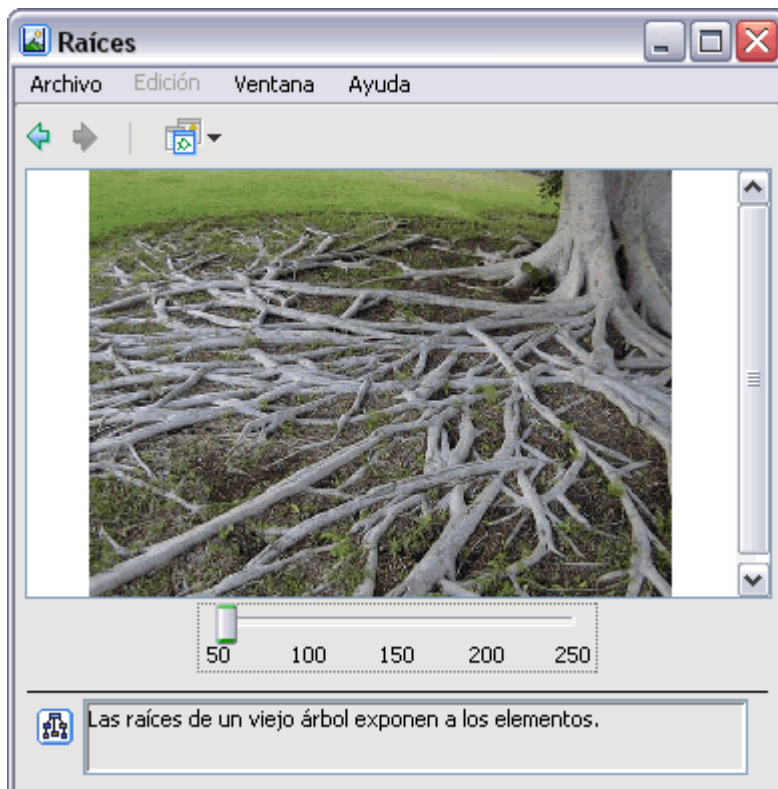 Raíces
Archivo Edición Ventana Ayuda
50 100 150 200 250
Las raíces de un viejo árbol exponen a los elementos.